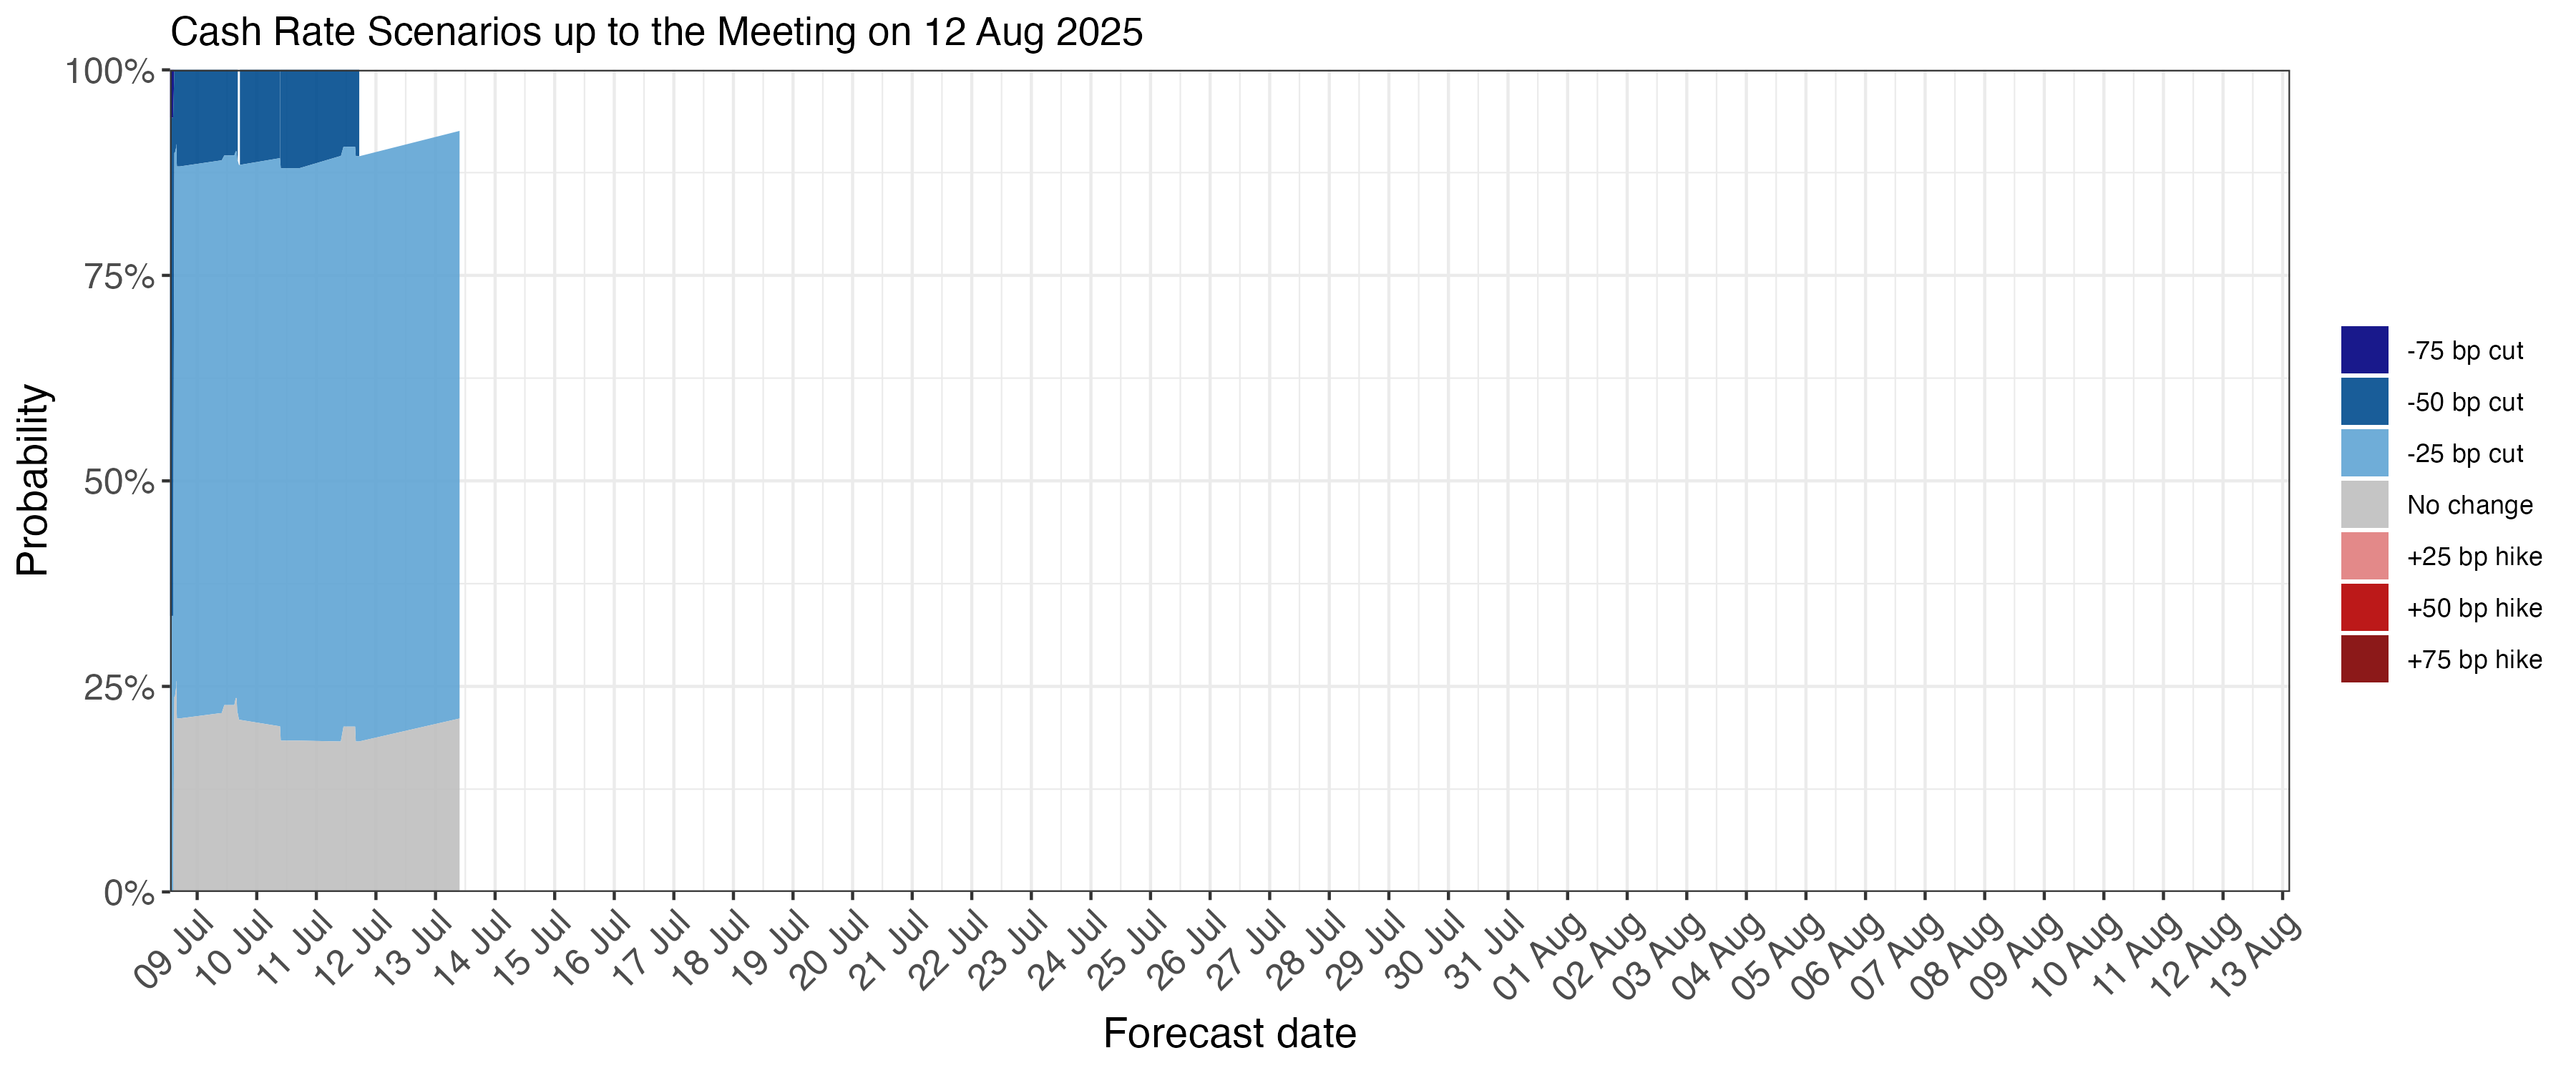 Cash Rate Scenarios up to the Meeting on 12 Aug 2025
100%
75%
50%
25%
0%
Probability
09 Jul
10 Jul
11 Jul
12 Jul
13 Jul
14 Jul
15 Jul
16 Jul
17 Jul
18 Jul
19 Jul
20 Jul
21 Jul
22 Jul
23 Jul
24 Jul
25 Jul
26 Jul
27 Jul
28 Jul
29 Jul
30 Jul
31 Jul
01 Aug
02 Aug
03 Aug
04 Aug
05 Aug
06 Aug
07 Aug
08 Aug
09 Aug
10 Aug
11 Aug
12 Aug
13 Aug
Forecast date
-75 bp cut
-50 bp cut
-25 bp cut
No change
+25 bp hike
+50 bp hike
+75 bp hike